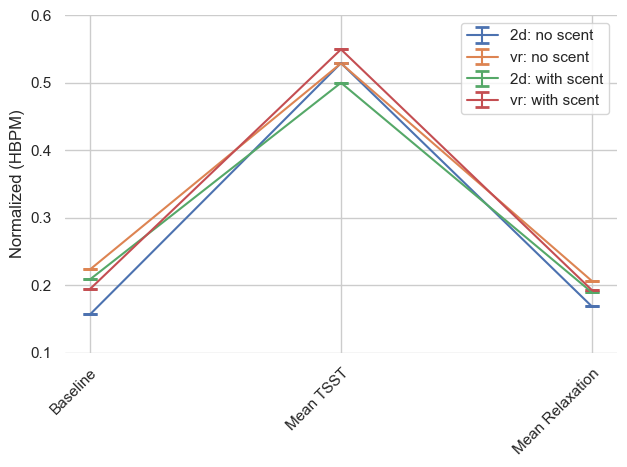 0.6
0.5
0.4
0.3
0.2
0.1
Normalized (HBPM)
2d: no scent
vr: no scent
2d: with scent
vr: with scent
Baseline
Mean TSST
Mean Relaxation